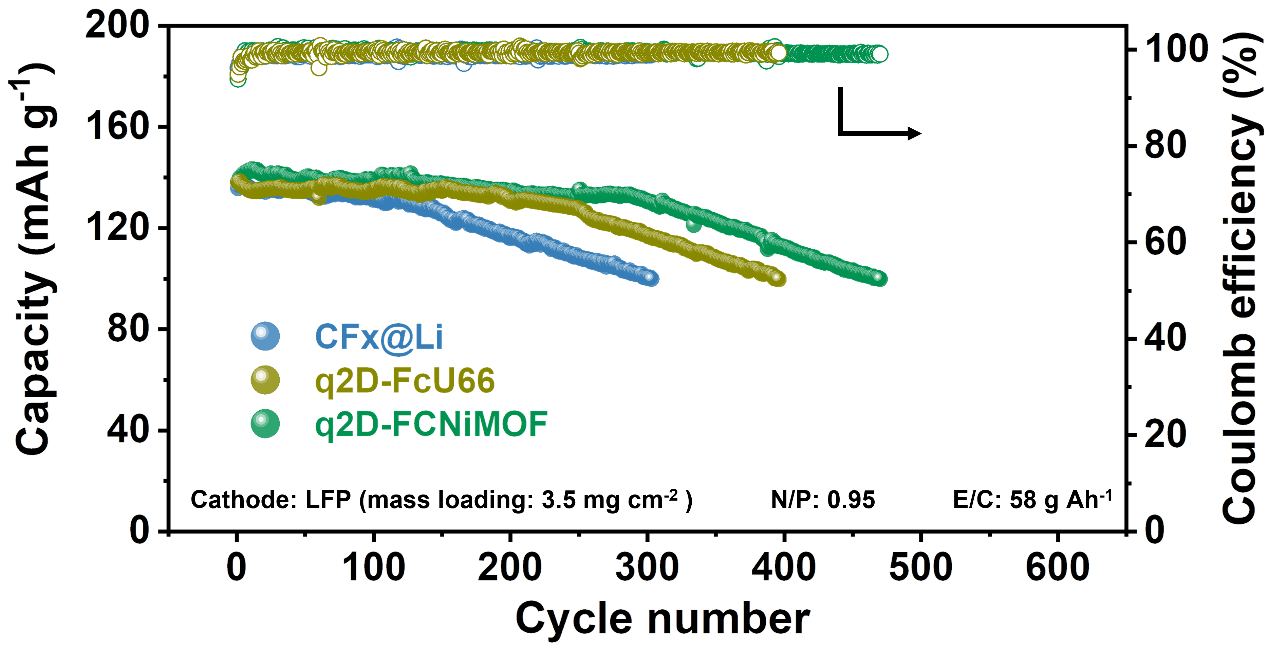 Capacity (mAh g⁻¹)
200
160
120
80
40
0
CFx@Li
q2D-FcU66
q2D-FCNiMOF
Cathode: LFP (mass loading: 3.5 mg cm⁻² ) N/P: 0.95 E/C: 58 g Ah⁻¹
0 100 200 300 400 500 600
Cycle number
100
80
60
40
20
0
Coulomb efficiency (%)